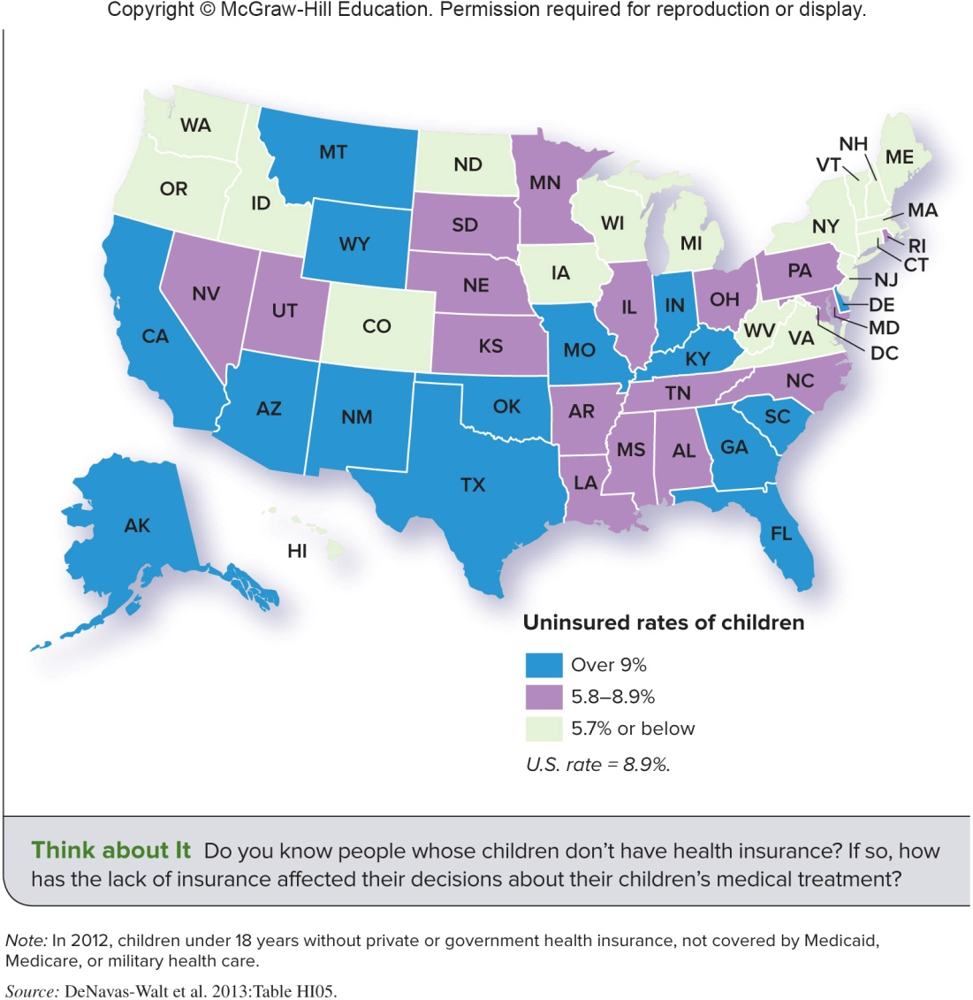 Copyright © McGraw-Hill Education. Permission required for reproduction or display.
WA
MT
ND
MN
NH
VT
ME
OR
ID
SD
WI
MI
NY
MA
RI
CT
WY
IA
PA
NJ
NV
UT
NE
IL
IN
OH
DE
MD
DC
CA
CO
KS
MO
WV
VA
KY
AZ
NM
OK
AR
TN
NC
SC
TX
LA
MS
AL
GA
AK
HI
FL
Uninsured rates of children
Over 9%
5.8–8.9%
5.7% or below
U.S. rate = 8.9%.
Think about It Do you know people whose children don’t have health insurance? If so, how
has the lack of insurance affected their decisions about their children’s medical treatment?
Note: In 2012, children under 18 years without private or government health insurance, not covered by Medicaid,
Medicare, or military health care.
Source: DeNavas-Walt et al. 2013:Table HI05.